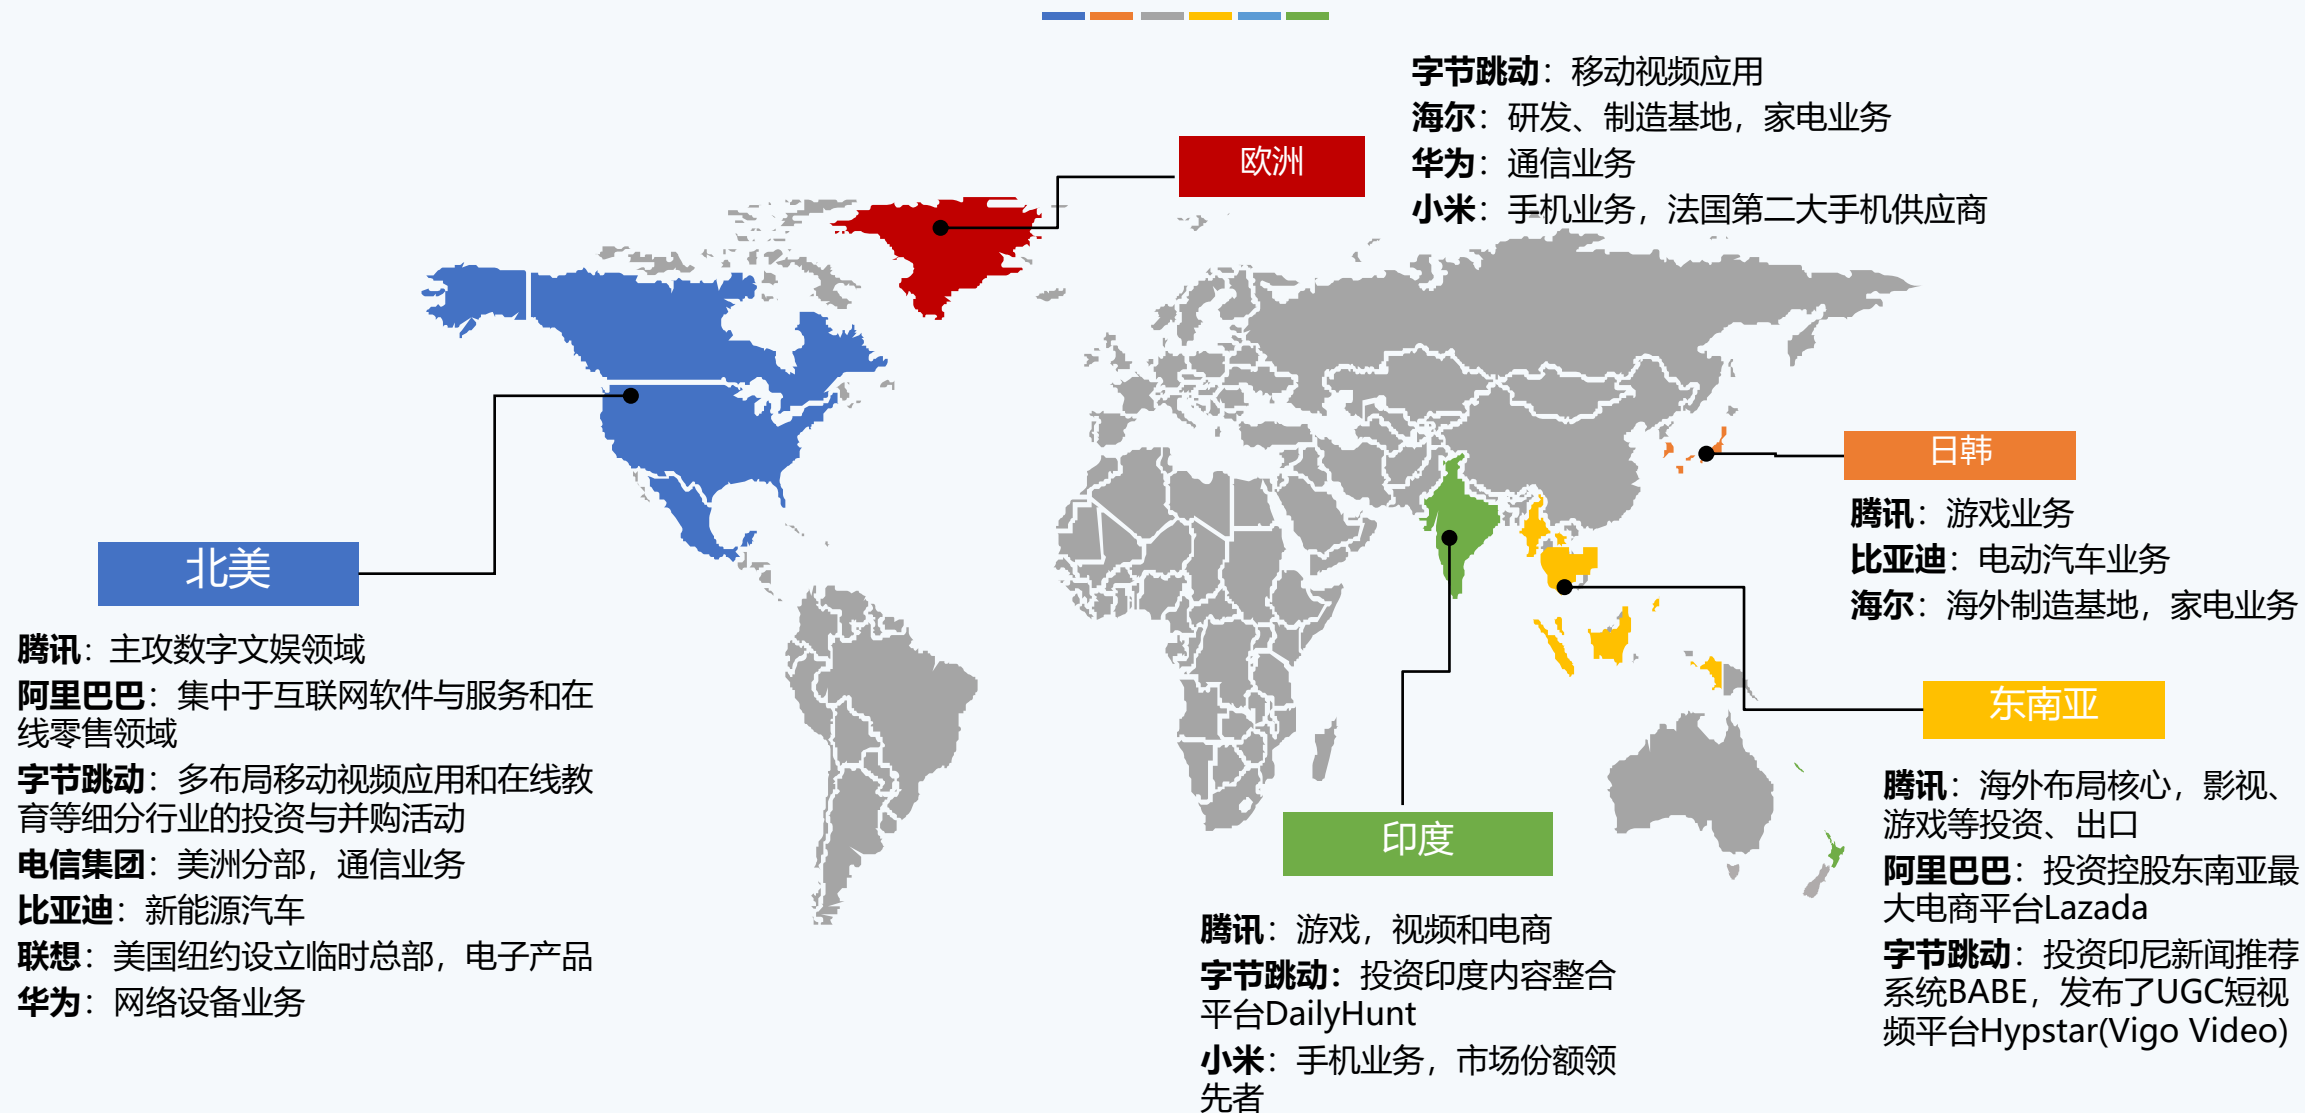 字节跳动：移动视频应用
海尔：研发、制造基地，家电业务
华为：通信业务
小米：手机业务，法国第二大手机供应商
欧洲
日韩
腾讯：游戏业务
比亚迪：电动汽车业务
海尔：海外制造基地，家电业务
北美
腾讯：主攻数字文娱领域
阿里巴巴：集中于互联网软件与服务和在
线零售领域
字节跳动：多布局移动视频应用和在线教
育等细分行业的投资与并购活动
电信集团：美洲分部，通信业务
比亚迪：新能源汽车
联想：美国纽约设立临时总部，电子产品
华为：网络设备业务
东南亚
腾讯：海外布局核心，影视、
游戏等投资、出口
阿里巴巴：投资控股东南亚最
大电商平台Lazada
字节跳动：投资印尼新闻推荐
系统BABE，发布了UGC短视
频平台Hypstar(Vigo Video)
印度
腾讯：游戏，视频和电商
字节跳动：投资印度内容整合
平台DailyHunt
小米：手机业务，市场份额领
先者